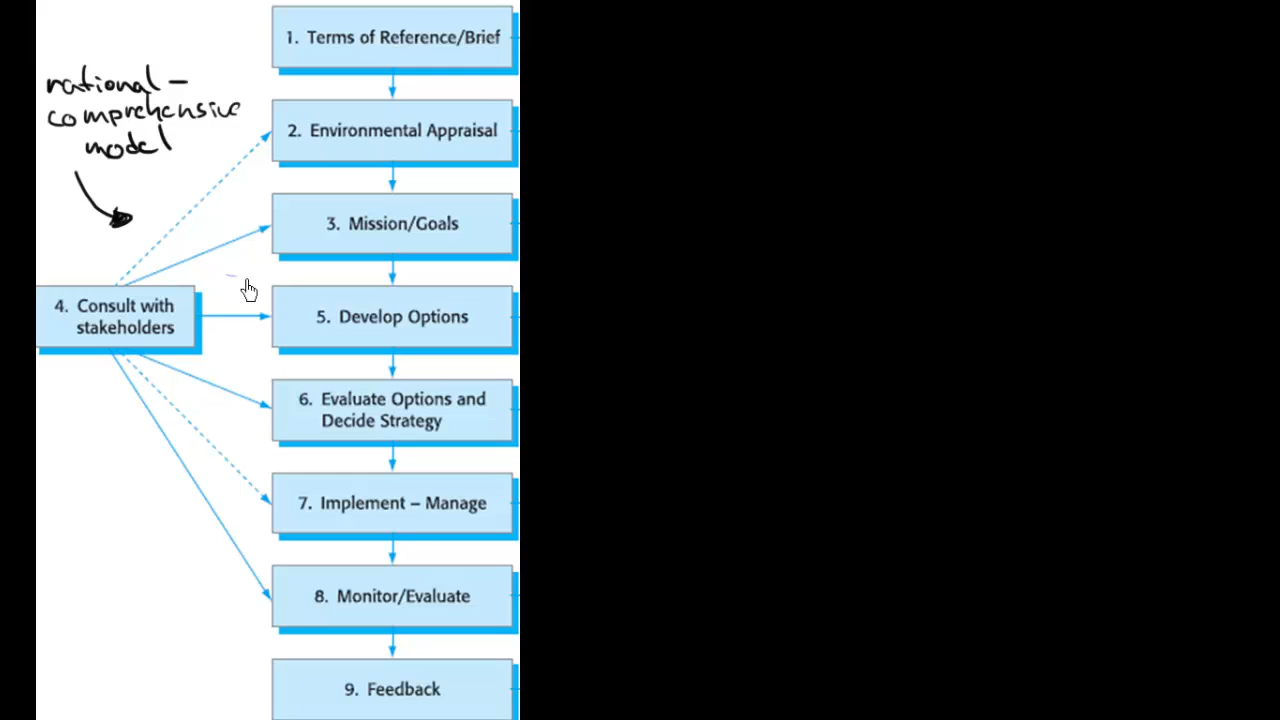 1. Terms of Reference/Brief
rational -
comprehensive
model
2. Environmental Appraisal
3. Mission/Goals
4. Consult with
stakeholders
5. Develop Options
6. Evaluate Options and
Decide Strategy
7. Implement – Manage
8. Monitor/Evaluate
9. Feedback